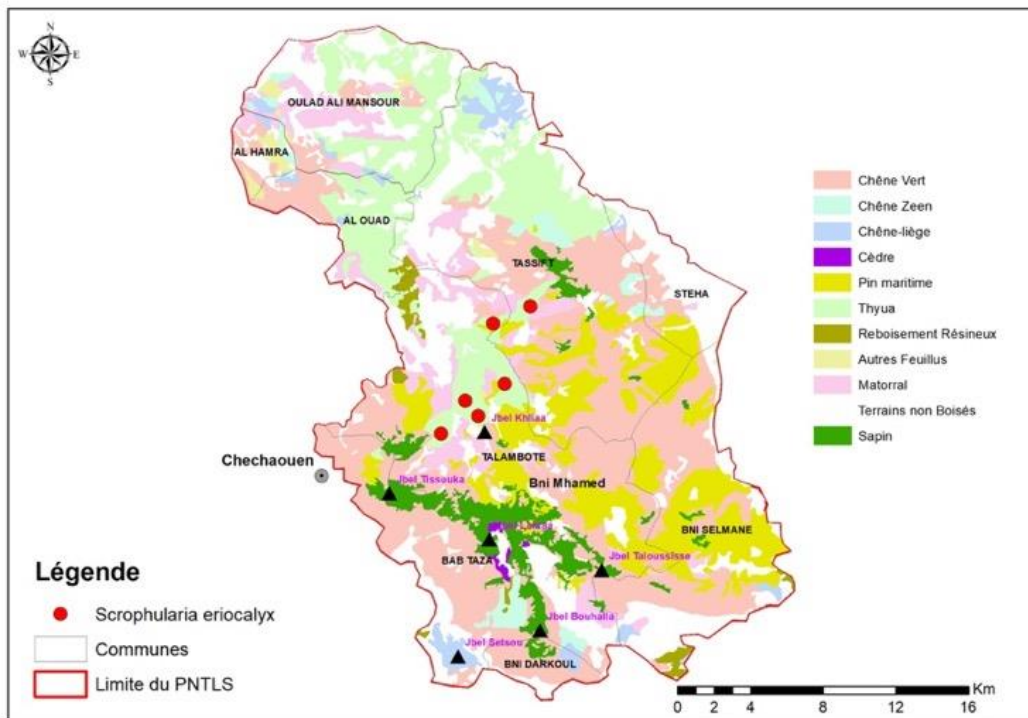 N
W E
S
OULAD ALI MANSOUR
AL HAMRA
AL OUAD
TASSIFT
STEHA
Jbel Khliaa
TALAMBOTE
Chechaouen
Bni Mhamed
Jbel Tissouka
BNI SELMANE
BAB TAZA
Jbel Taloussisse
Jbel Bouhalla
Jbel Setsou
BNI DARKOUL
Chêne Vert
Chêne Zeen
Chêne-liège
Cèdre
Pin maritime
Thyua
Reboisement Résineux
Autres Feuillus
Matorral
Terrains non Boisés
Sapin
Légende
Scrophularia eriocalyx
Communes
Limite du PNTLS
Km
0 4 8 12 16